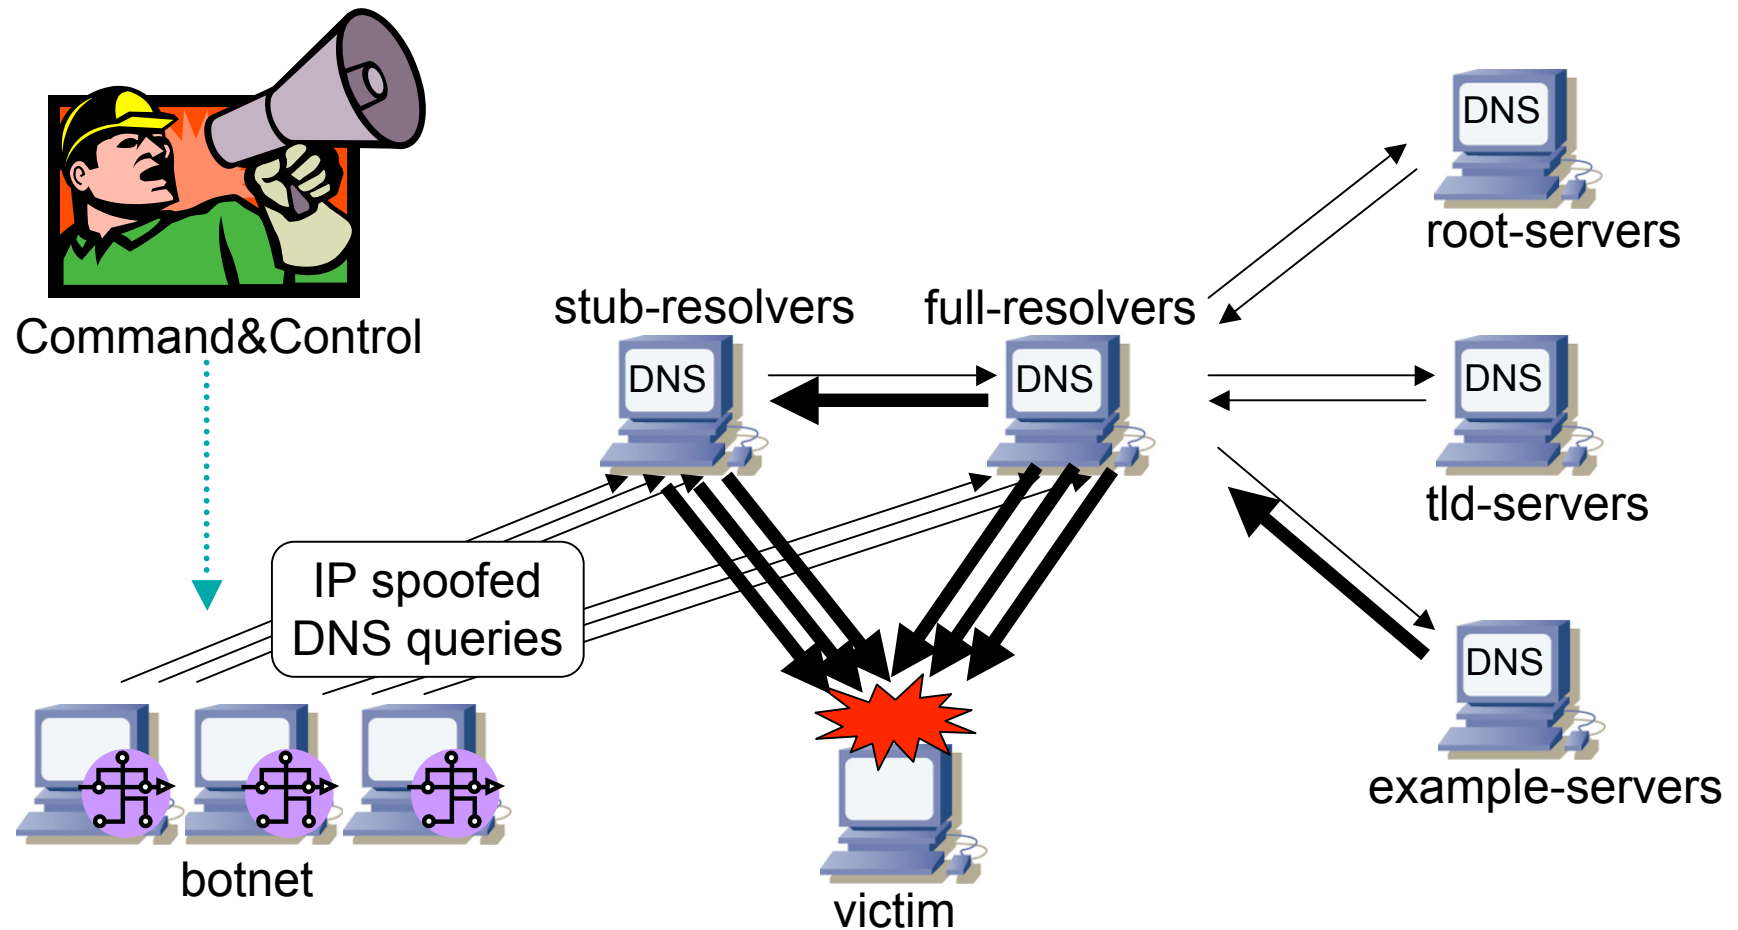 DNS
root-servers
Command&Control
stub-resolvers
full-resolvers
DNS
DNS
DNS
tld-servers
IP spoofed
DNS queries
DNS
example-servers
botnet
victim